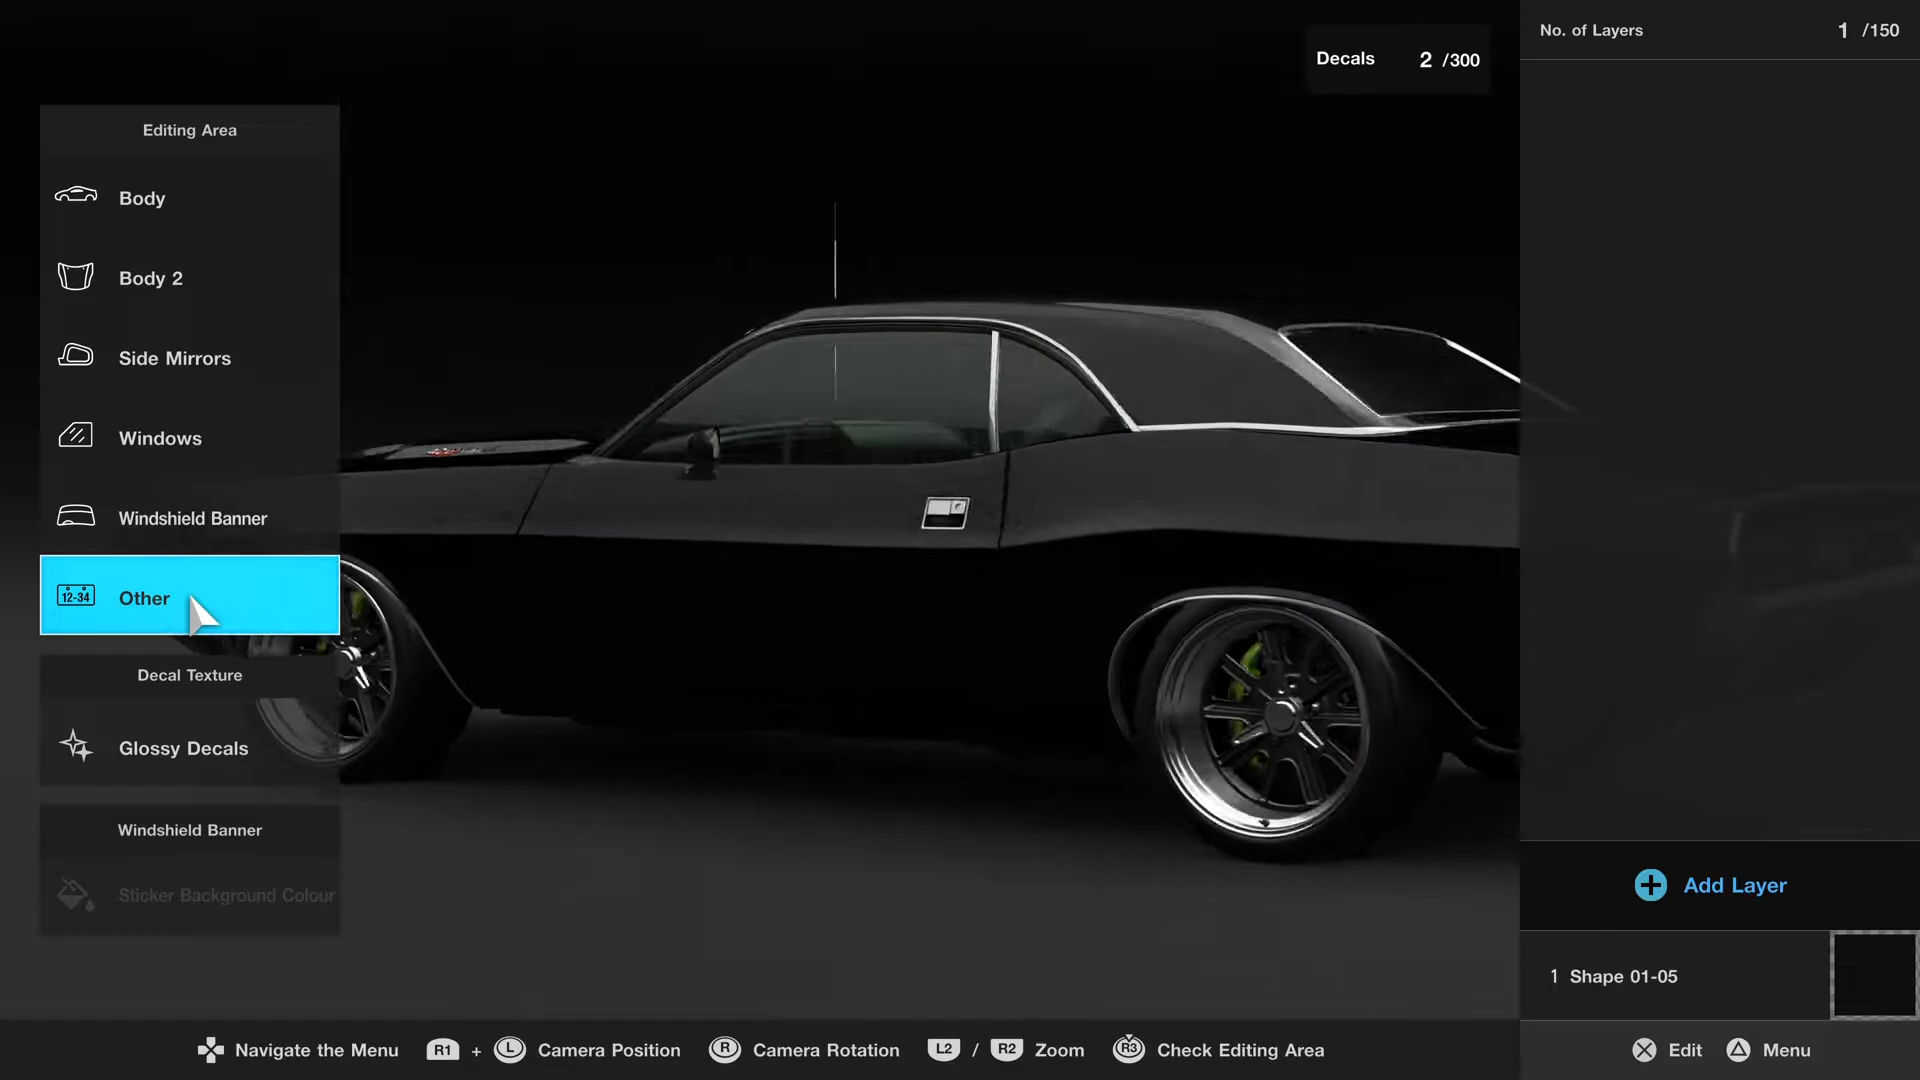 No. of Layers 1 /150
Decals 2 /300
Editing Area
Body
Body 2
Side Mirrors
Windows
Windshield Banner
12-34 Other
Decal Texture
Glossy Decals
Windshield Banner
Sticker Background Colour
Add Layer
1 Shape 01-05
Navigate the Menu R1 + L Camera Position R Camera Rotation L2 / R2 Zoom R3 Check Editing Area Edit Menu